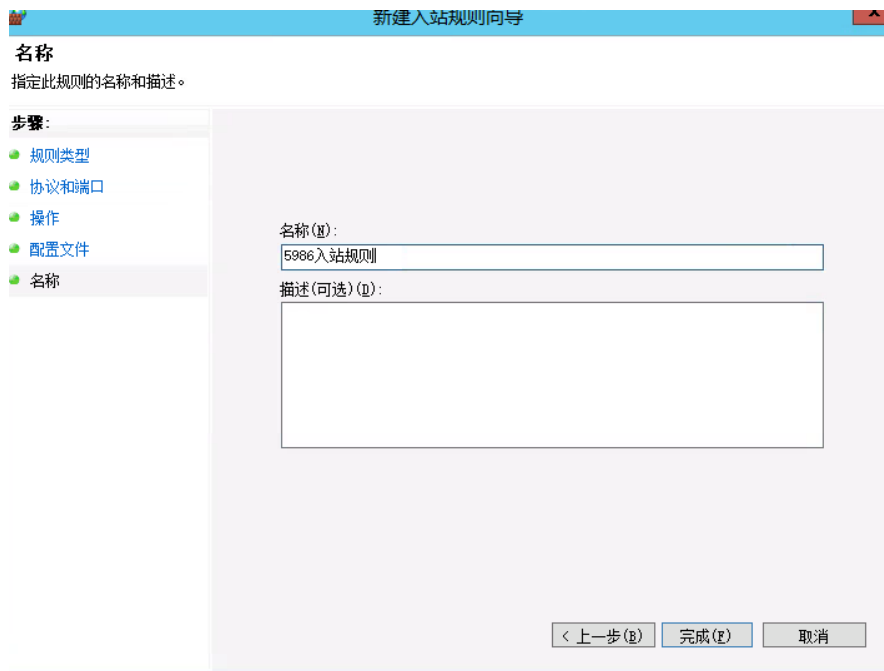 新建入站规则向导
名称
指定此规则的名称和描述。
步骤:
规则类型
协议和端口
操作
配置文件
名称
名称(N):
5986入站规则
描述(可选)(D):
< 上一步(B)
完成(F)
取消